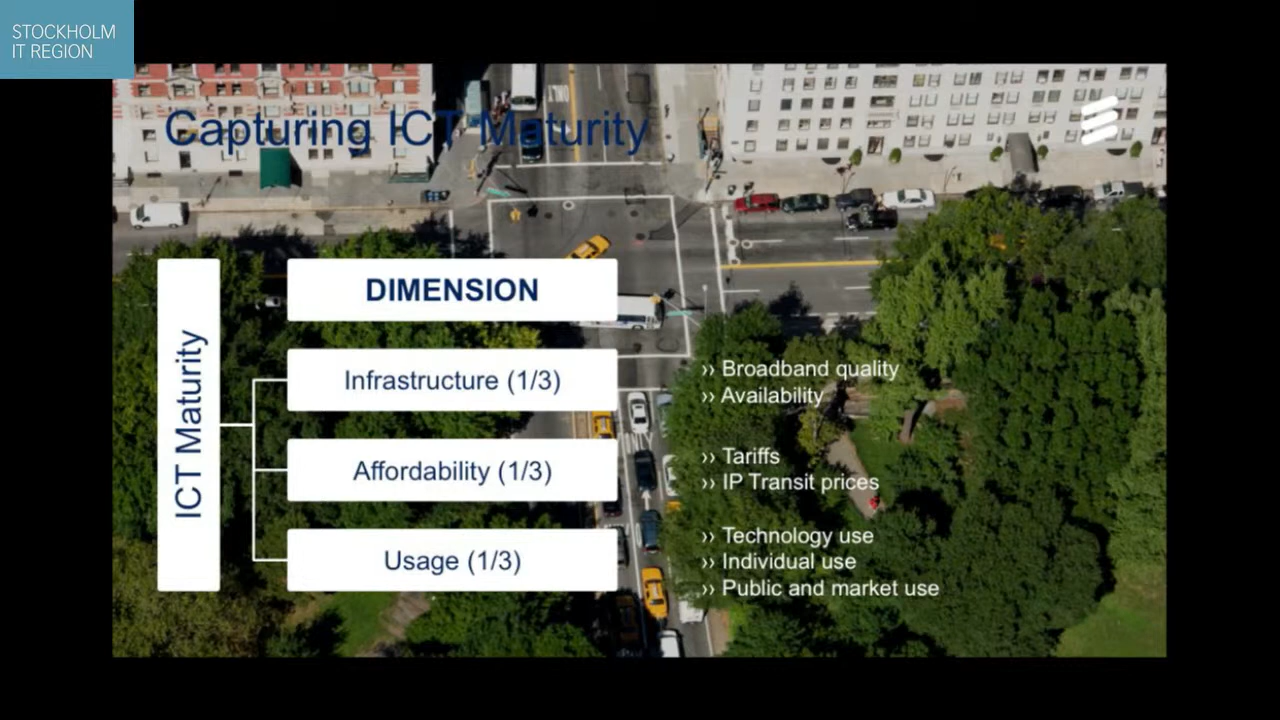 STOCKHOLM
IT REGION
Capturing ICT Maturity
ICT Maturity
DIMENSION
Infrastructure (1/3)
›› Broadband quality
›› Availability
Affordability (1/3)
›› Tariffs
›› IP Transit prices
Usage (1/3)
›› Technology use
›› Individual use
›› Public and market use